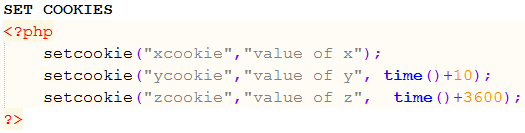 SET COOKIES
<?php
setcookie("xcookie","value of x");
setcookie("ycookie","value of y", time()+10);
setcookie("zcookie","value of z",  time()+3600);
?>